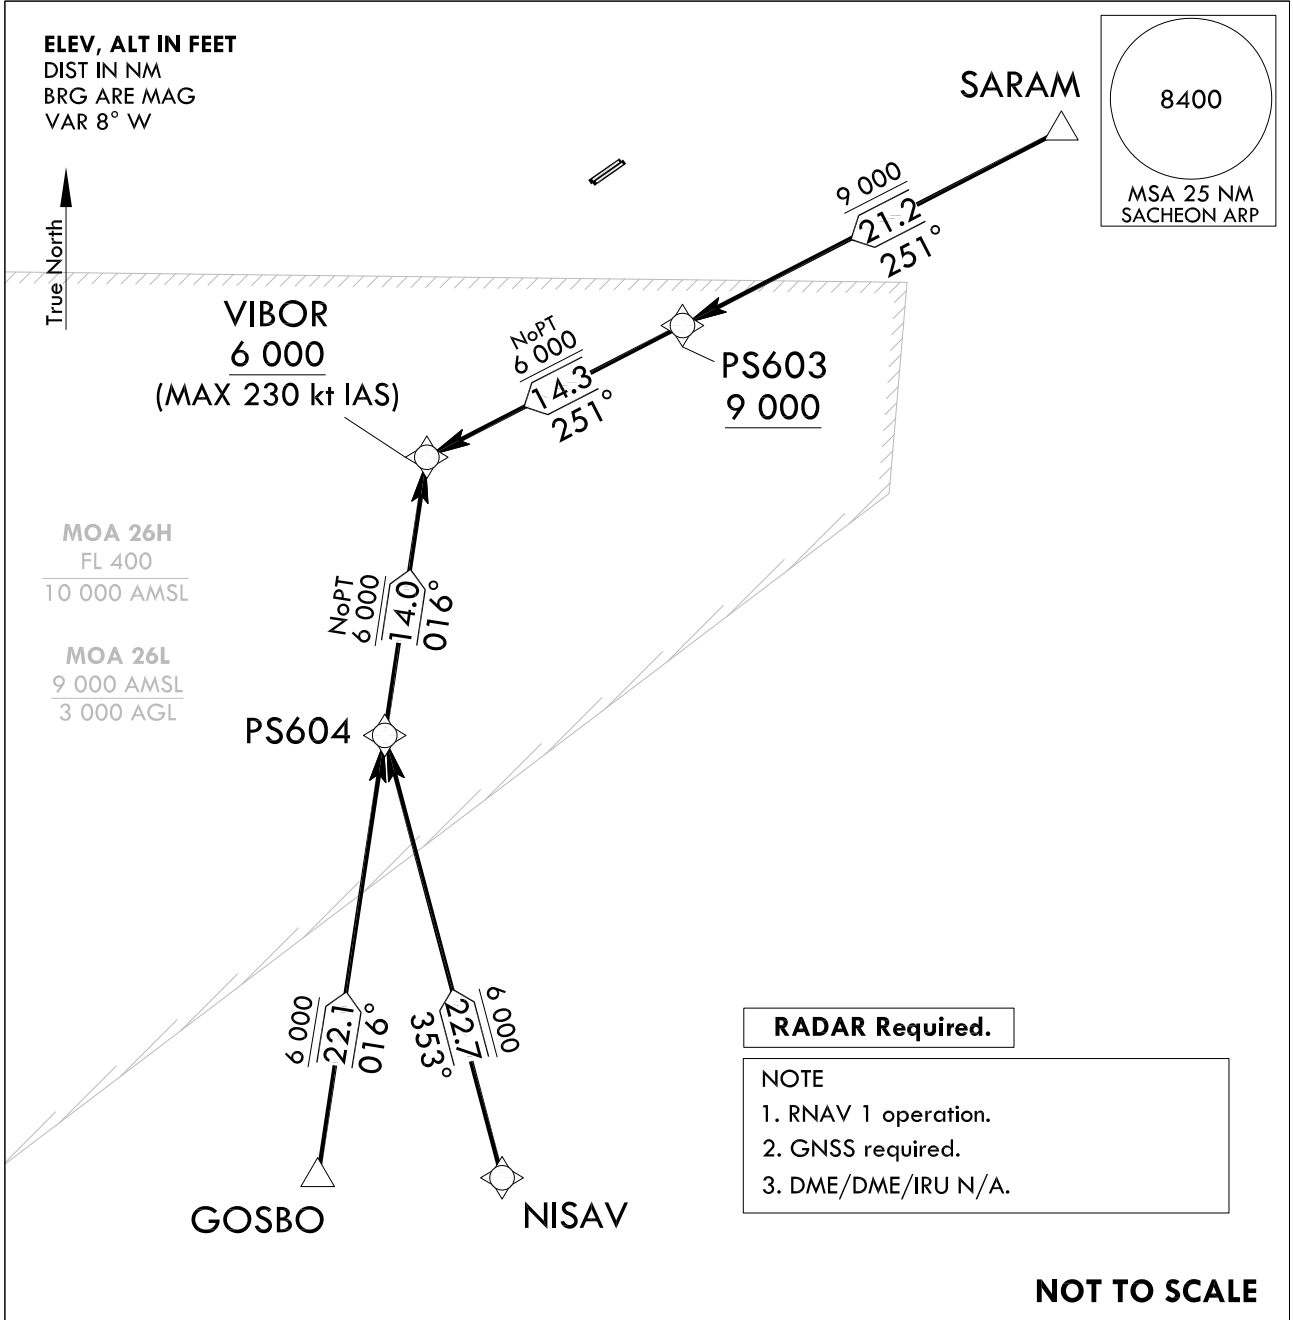 ELEV, ALT IN FEET
DIST IN NM
BRG ARE MAG
VAR 8° W
True North
SARAM
8400
MSA 25 NM
SACHEON ARP
9 000
21.2
251°
VIBOR
6 000
(MAX 230 kt IAS)
NoPT
6 000
14.3
251°
PS603
9 000
MOA 26H
FL 400
10 000 AMSL
MOA 26L
9 000 AMSL
3 000 AGL
NoPT
6 000
14.0
016°
PS604
6 000
22.1
016°
6 000
22.7
353°
GOSBO
NISAV
RADAR Required.
NOTE
1. RNAV 1 operation.
2. GNSS required.
3. DME/DME/IRU N/A.
NOT TO SCALE